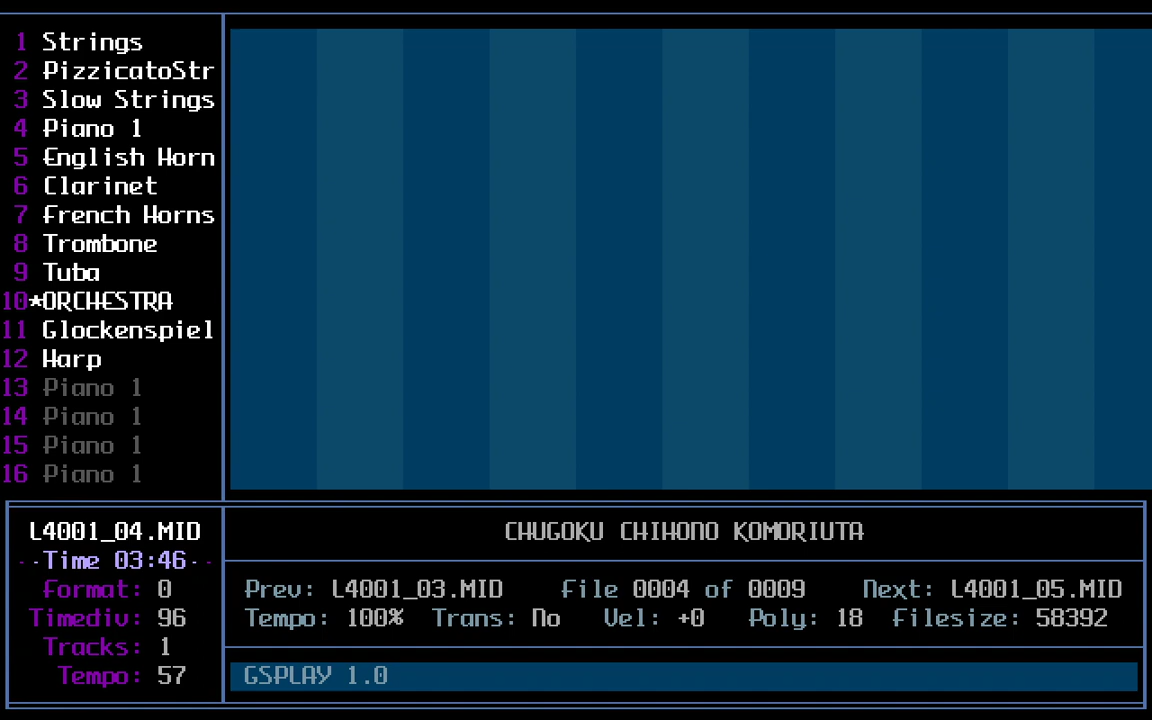 1 Strings
2 PizzicatoStr
3 Slow Strings
4 Piano 1
5 English Horn
6 Clarinet
7 French Horns
8 Trombone
9 Tuba
10*ORCHESTRA
11 Glockenspiel
12 Harp
13 Piano 1
14 Piano 1
15 Piano 1
16 Piano 1
L4001_04.MID
··Time 03:46··
Format: 0
Timediv: 96
Tracks: 1
Tempo: 57
CHUGOKU CHIHONO KOMORIUTA
Prev: L4001_03.MID File 0004 of 0009 Next: L4001_05.MID
Tempo: 100% Trans: No Vel: +0 Poly: 18 Filesize: 58392
GSPLAY 1.0